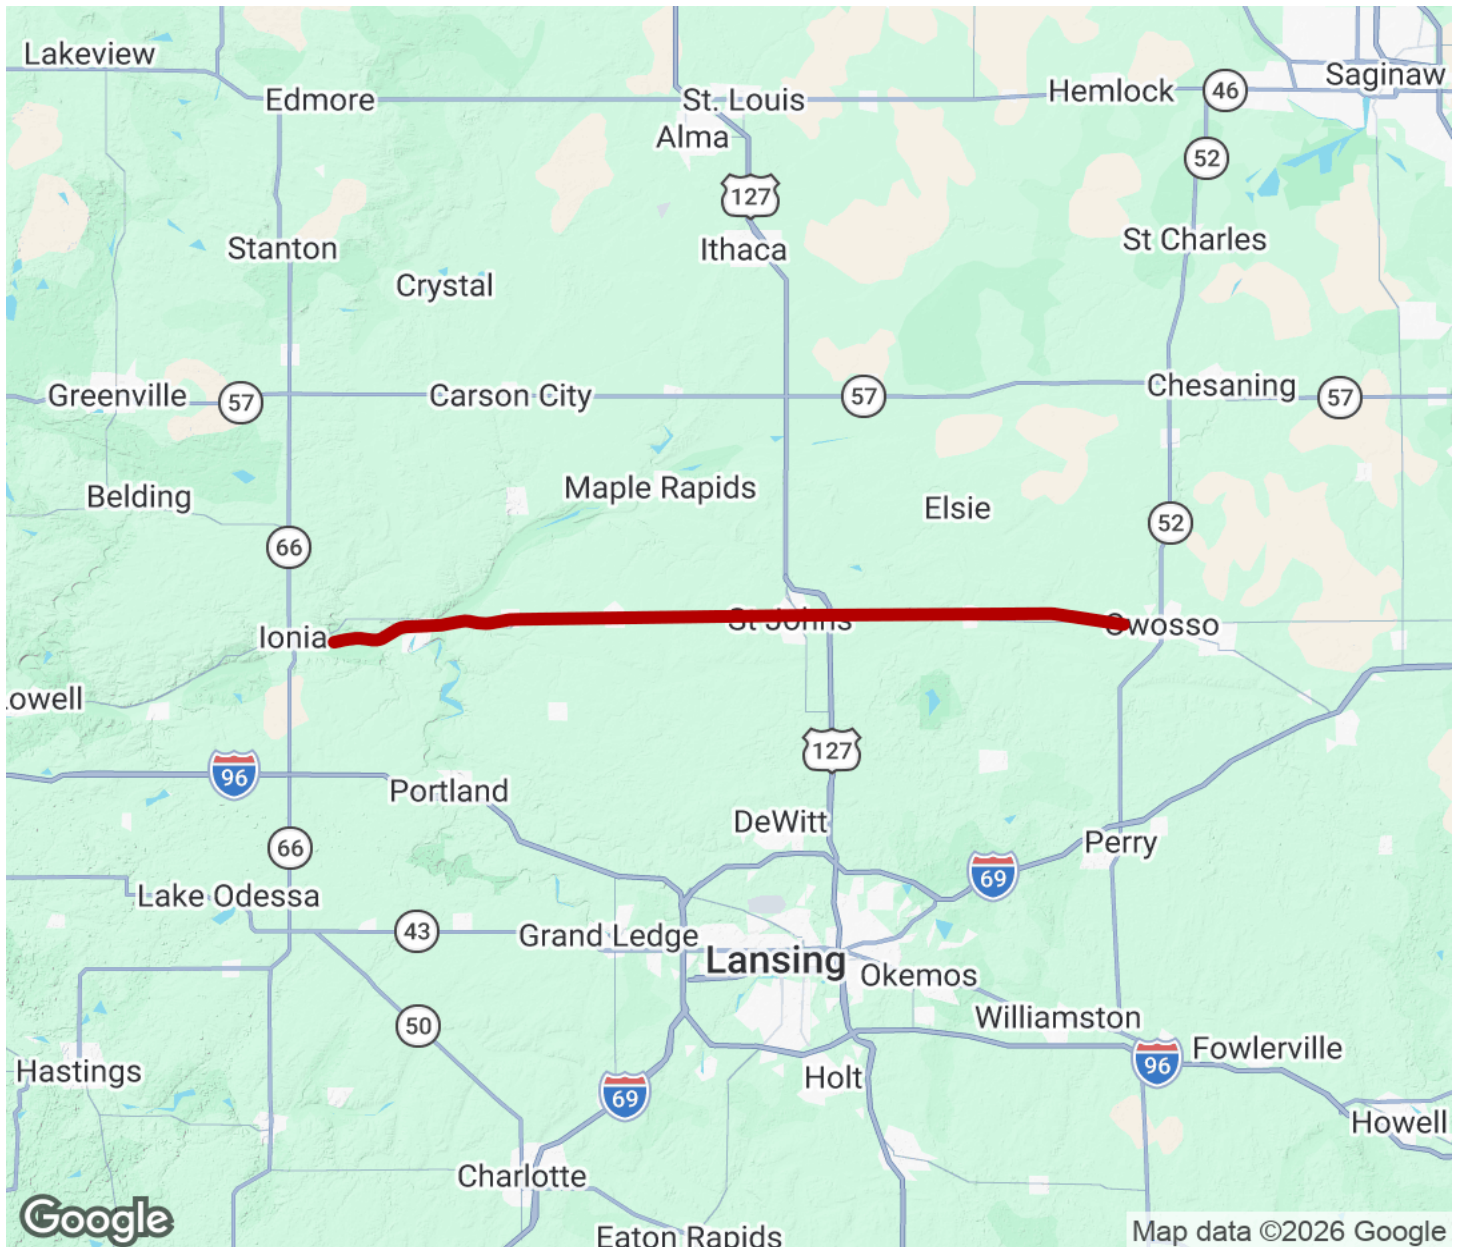 Lakeview
Saginaw
Edmore
St. Louis
Hemlock
46
Alma
52
127
Stanton
Ithaca
St Charles
Crystal
Greenville
57
Carson City
57
Chesaning
57
Belding
Maple Rapids
Elsie
52
66
Ionia
St Johns
Owosso
owell
96
Portland
127
DeWitt
Perry
66
69
Lake Odessa
43
Grand Ledge
Lansing
Okemos
50
Williamston
Fowlerville
96
Hastings
Holt
69
Howell
Charlotte
Google
Eaton Rapids
Map data ©2026 Google